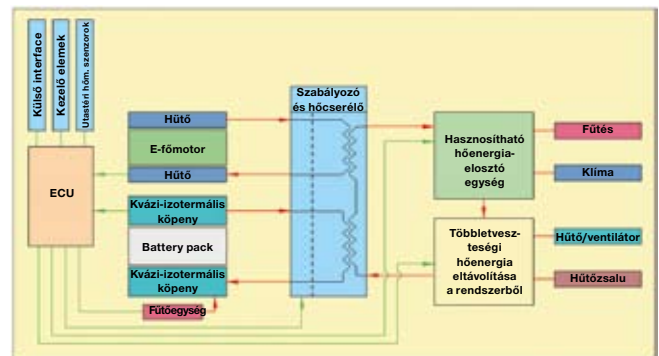 Külső interface
Kezelő elemek
Utastéri hőm. szenzorok
ECU
Hűtő
E-főmotor
Hűtő
Kvázi-izotermális
köpeny
Battery pack
Kvázi-izotermális
köpeny
Fűtőegység
Szabályozó
és hőcserélő
Hasznosítható
hőenergia-
elosztó
egység
Többletvesz-
teségi
hőenergia
eltávolítása
a rendszerből
Fűtés
Klíma
Hűtő/ventilátor
Hűtőzsalu